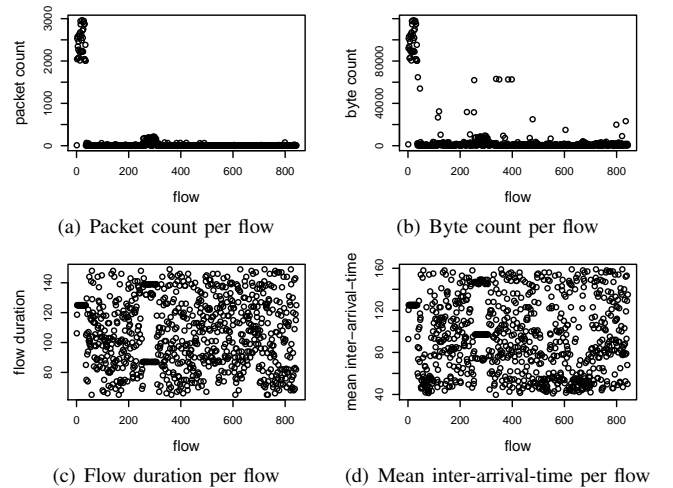 packet count
3000
2000
1000
0
0 200 400 600 800
flow
(a) Packet count per flow
byte count
80000
40000
0
0 200 400 600 800
flow
(b) Byte count per flow
flow duration
140
120
100
80
0 200 400 600 800
flow
(c) Flow duration per flow
mean inter−arrival−time
160
120
80
40
0 200 400 600 800
flow
(d) Mean inter-arrival-time per flow